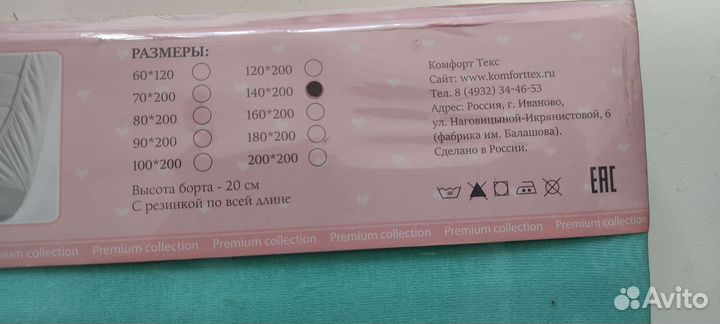 РАЗМЕРЫ:
60*120
70*200
80*200
90*200
100*200
120*200
140*200
160*200
180*200
200*200
Высота борта - 20 см
С резинкой по всей длине
Комфорт Текс
Сайт: www.komforttex.ru
Тел. 8 (4932) 34-46-53
Адрес: Россия, г. Иваново,
ул. Наговицыной-Икрянистовой, 6
(фабрика им. Балашова).
Сделано в России.
EAC
Premium collection Premium collection Premium collection Premium collection Premium collection
Avito